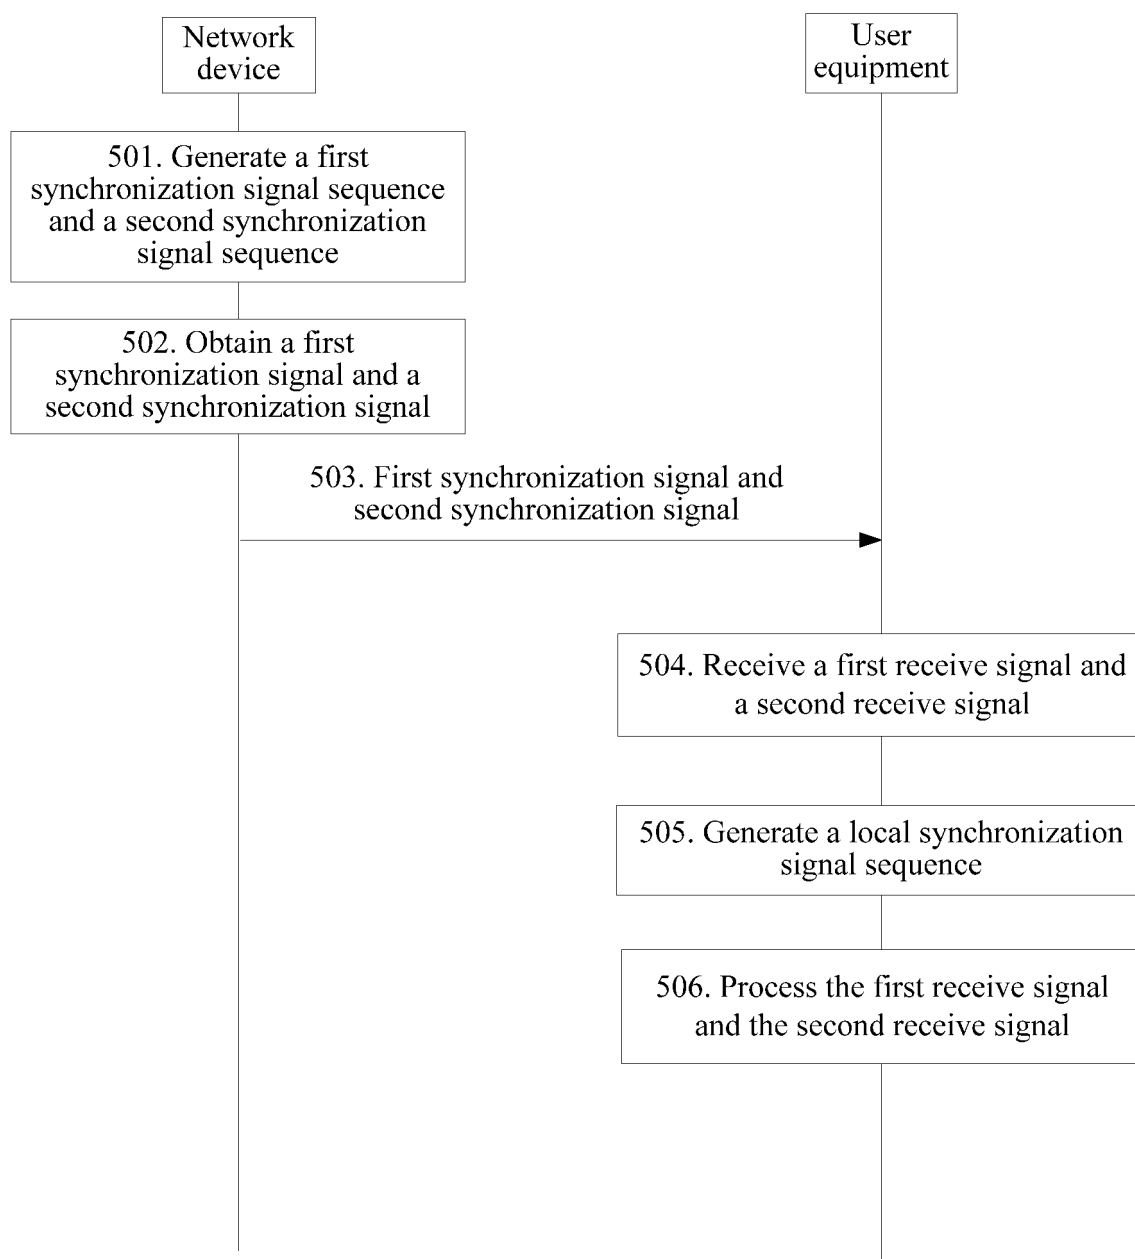 Network
device
User
equipment
501. Generate a first
synchronization signal sequence
and a second synchronization
signal sequence
502. Obtain a first
synchronization signal and a
second synchronization signal
503. First synchronization signal and
second synchronization signal
504. Receive a first receive signal and
a second receive signal
505. Generate a local synchronization
signal sequence
506. Process the first receive signal
and the second receive signal